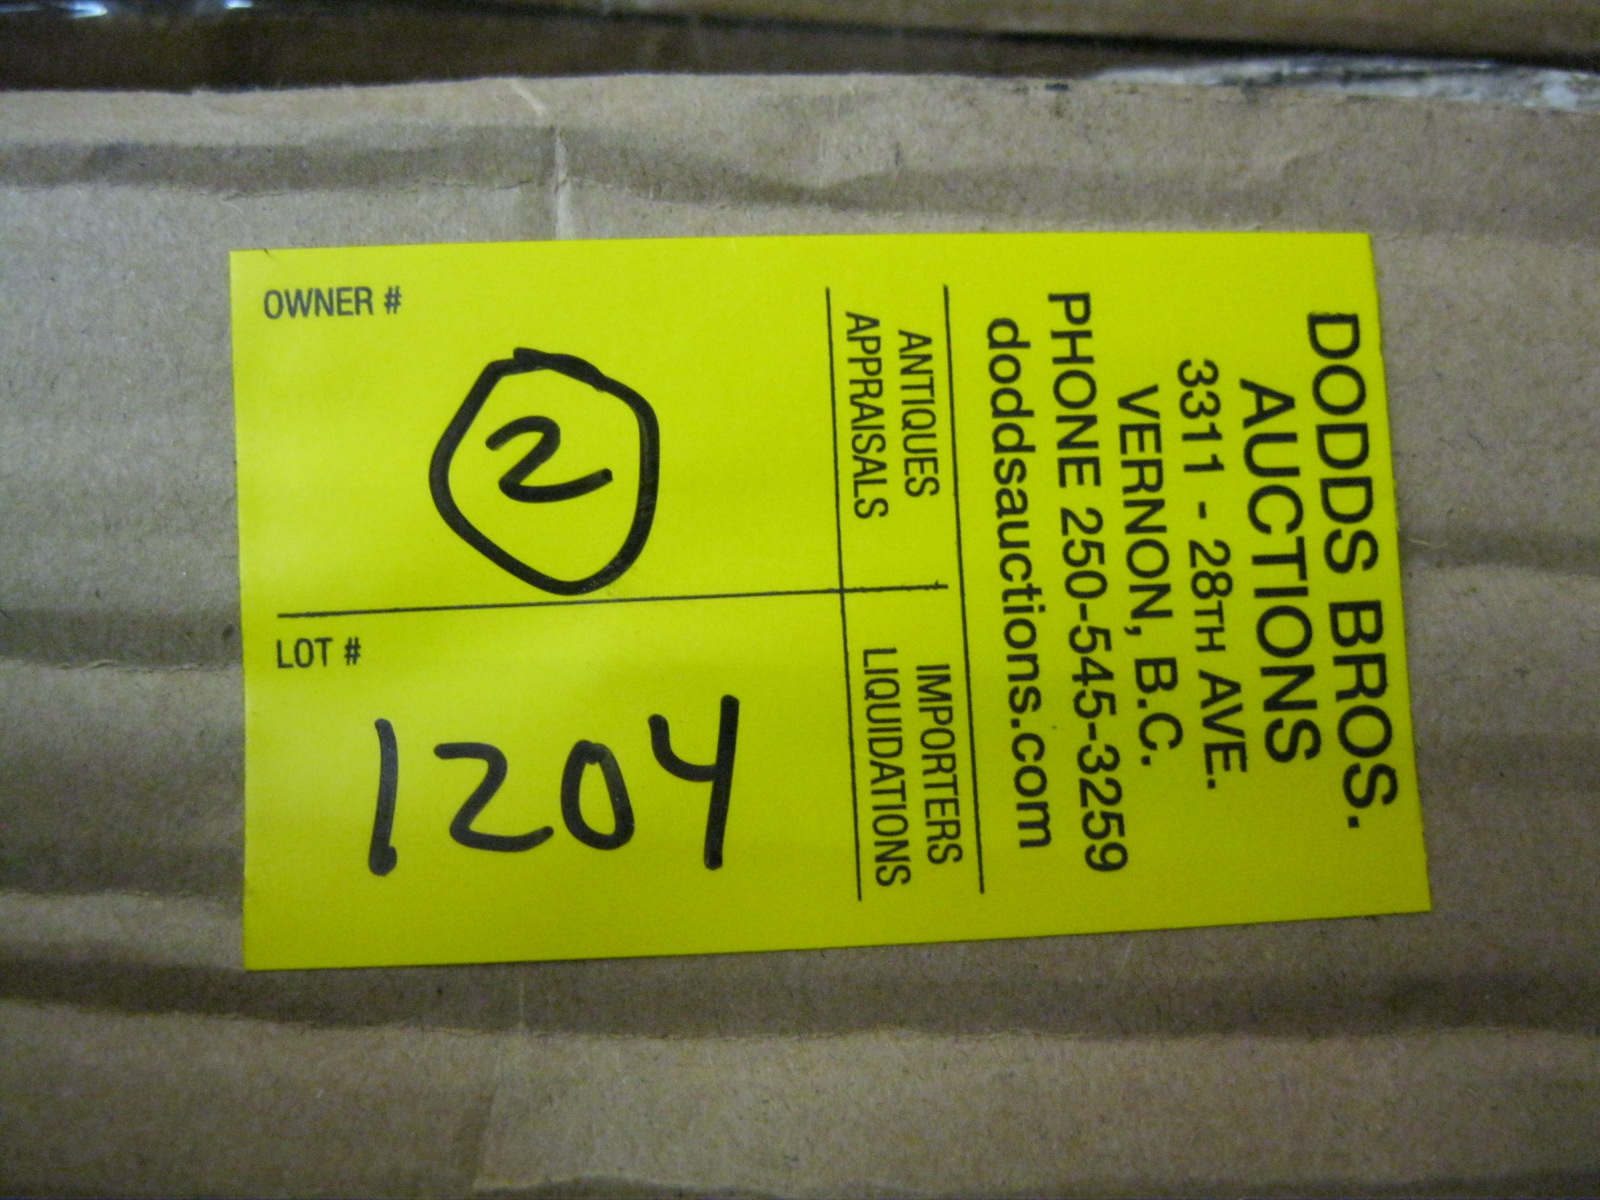 DODDS BROS.
AUCTIONS
3311 - 28TH AVE.
VERNON, B.C.
PHONE 250-545-3259
doddsauctions.com
ANTIQUES
APPRAISALS
IMPORTERS
LIQUIDATIONS
OWNER #
2
LOT #
1204